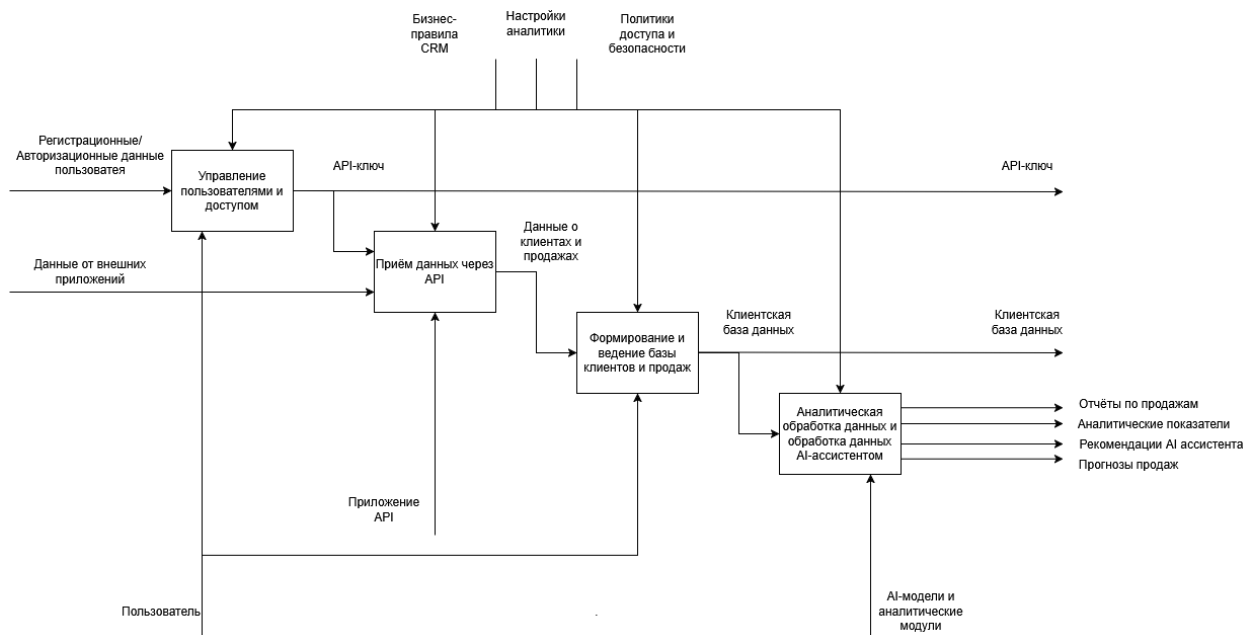 Бизнес-
правила
CRM
Настройки
аналитики
Политики
доступа и
безопасности
Регистрационные/
Авторизационные данные
пользоватея
Управление
пользователями и
доступом
API-ключ
API-ключ
Данные от внешних
приложений
Приём данных через
API
Данные о
клиентах и
продажах
Формирование и
ведение базы
клиентов и продаж
Клиентская
база данных
Клиентская
база данных
Аналитическая
обработка данных и
обработка данных
AI-ассистентом
Отчёты по продажам
Аналитические показатели
Рекомендации AI ассистента
Прогнозы продаж
Приложение
API
Пользователь
AI-модели и
аналитические
модули